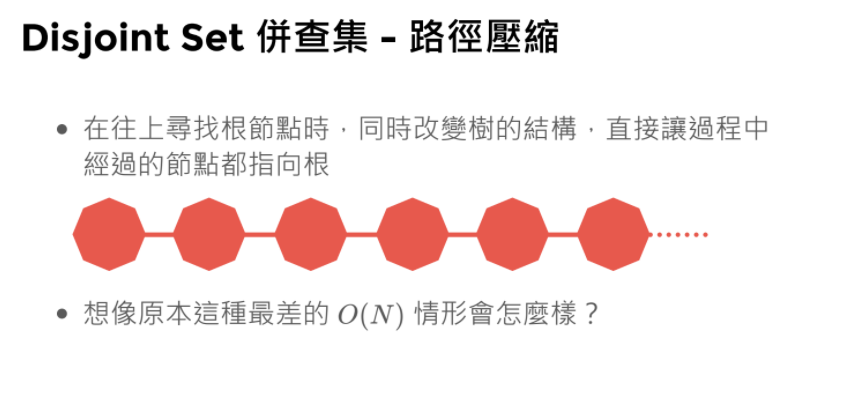 Disjoint Set 併查集 - 路徑壓縮
• 在往上尋找根節點時，同時改變樹的結構，直接讓過程中
經過的節點都指向根
• 想像原本這種最差的 O(N) 情形會怎麼樣？